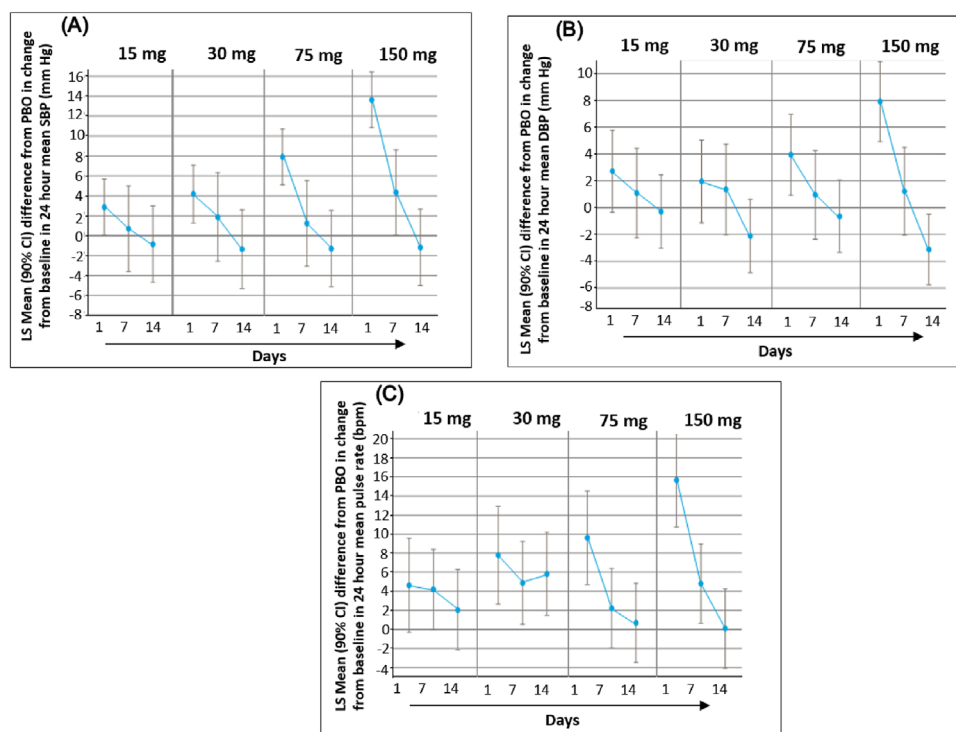 (A)
15 mg 30 mg 75 mg 150 mg
LS Mean (90% CI) difference from PBO in change
from baseline in 24 hour mean SBP (mm Hg)
16
14
12
10
8
6
4
2
0
-2
-4
-6
-8
1 7 14 1 7 14 1 7 14 1 7 14
Days
(B)
15 mg 30 mg 75 mg 150 mg
LS Mean (90% CI) difference from PBO in change
from baseline in 24 hour mean DBP (mm Hg)
10
8
6
4
2
0
-2
-4
-6
-8
1 7 14 1 7 14 1 7 14 1 7 14
Days
(C)
15 mg 30 mg 75 mg 150 mg
LS Mean (90% CI) difference from PBO in change
from baseline in 24 hour mean pulse rate (bpm)
20
18
16
14
12
10
8
6
4
2
0
-2
-4
1 7 14 1 7 14 1 7 14 1 7 14
Days